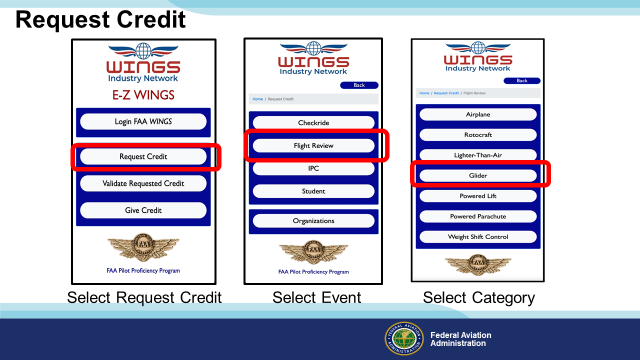 Request Credit
WINGS
Industry Network
E-Z WINGS
Login FAA WINGS
Request Credit
Validate Requested Credit
Give Credit
FAA Pilot Proficiency Program
Select Request Credit
WINGS
Industry Network
Back
Home / Request Credit
Checkride
Flight Review
IPC
Student
Organizations
FAA Pilot Proficiency Program
Select Event
WINGS
Industry Network
Back
Home / Request Credit / Flight Review
Airplane
Rotocraft
Lighter-Than-Air
Glider
Powered Lift
Powered Parachute
Weight Shift Control
Select Category
Federal Aviation
Administration